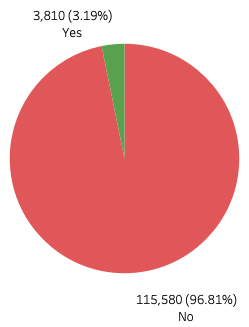 3,810 (3.19%)
Yes
115,580 (96.81%)
No